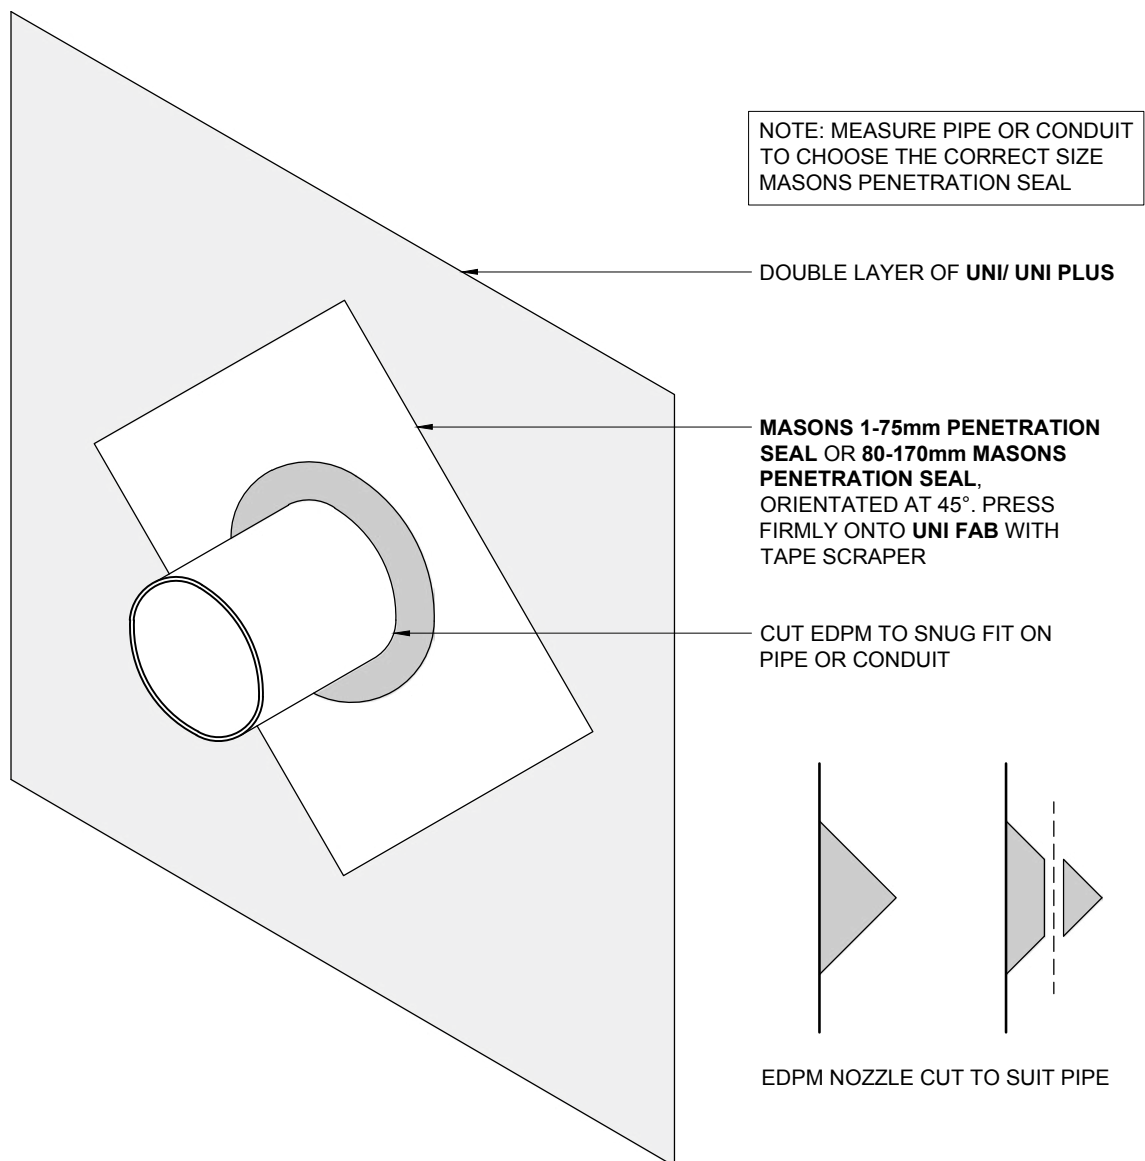 NOTE: MEASURE PIPE OR CONDUIT
TO CHOOSE THE CORRECT SIZE
MASONS PENETRATION SEAL
DOUBLE LAYER OF UNI/ UNI PLUS
MASONS 1-75mm PENETRATION
SEAL OR 80-170mm MASONS
PENETRATION SEAL,
ORIENTATED AT 45°. PRESS
FIRMLY ONTO UNI FAB WITH
TAPE SCRAPER
CUT EDPM TO SNUG FIT ON
PIPE OR CONDUIT
EDPM NOZZLE CUT TO SUIT PIPE